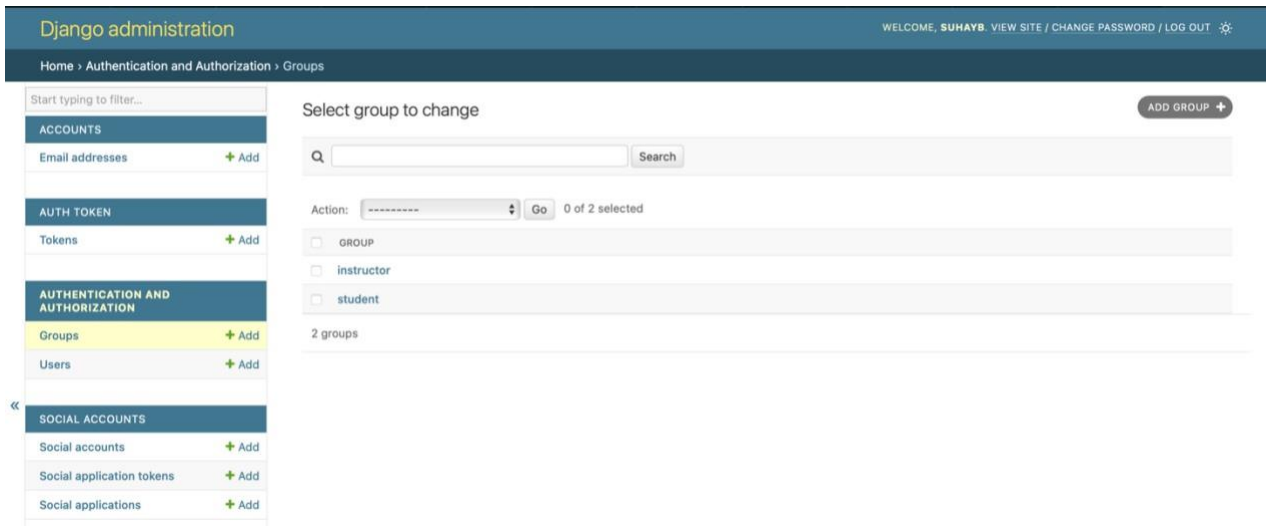 Django administration
WELCOME, SUHAYB. VIEW SITE / CHANGE PASSWORD / LOG OUT
Home › Authentication and Authorization › Groups
Start typing to filter...
ACCOUNTS
Email addresses + Add
AUTH TOKEN
Tokens + Add
AUTHENTICATION AND
AUTHORIZATION
Groups + Add
Users + Add
«
SOCIAL ACCOUNTS
Social accounts + Add
Social application tokens + Add
Social applications + Add
Select group to change
ADD GROUP +
Search
Action: --------- Go 0 of 2 selected
GROUP
instructor
student
2 groups